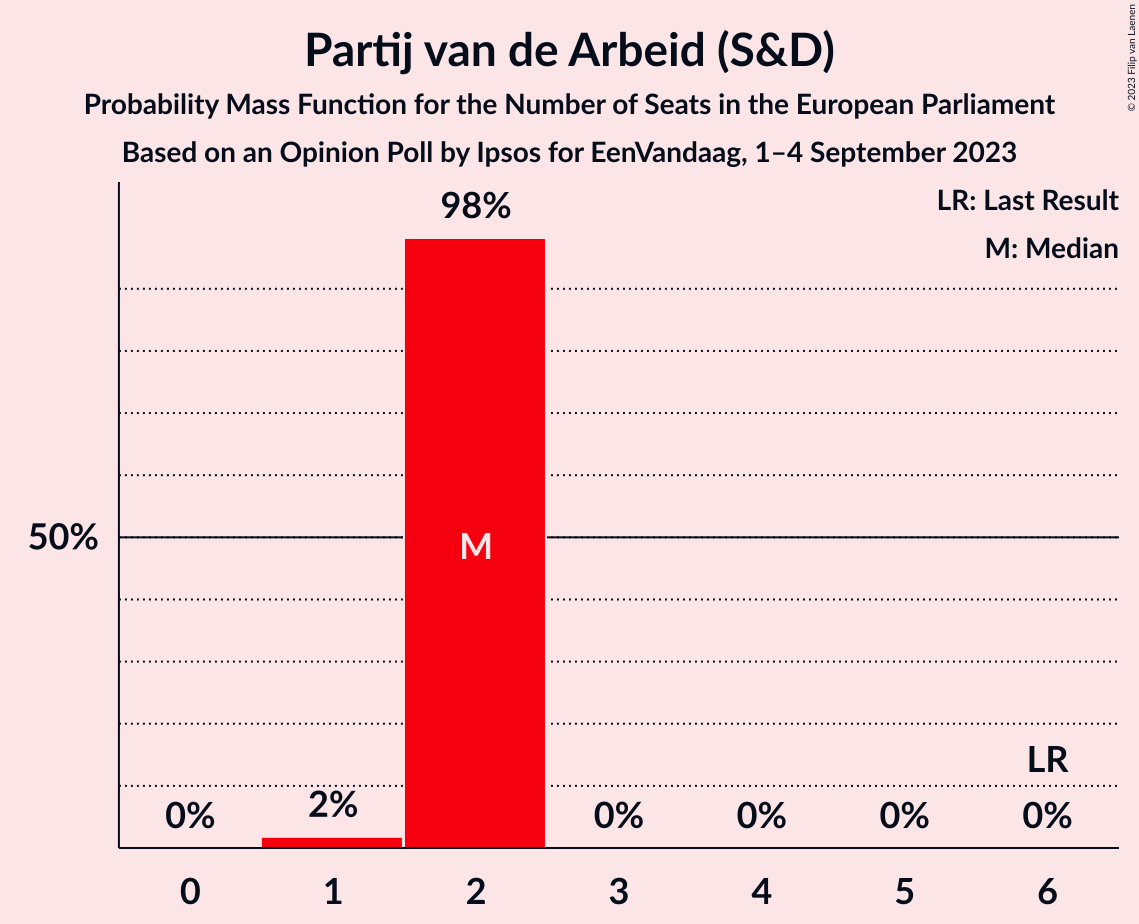 Partij van de Arbeid (S&D)
Probability Mass Function for the Number of Seats in the European Parliament
Based on an Opinion Poll by Ipsos for EenVandaag, 1–4 September 2023
© 2023 Filip van Laenen
LR: Last Result
M: Median
98%
50%
M
LR
0%
2%
0%
0%
0%
0%
0
1
2
3
4
5
6